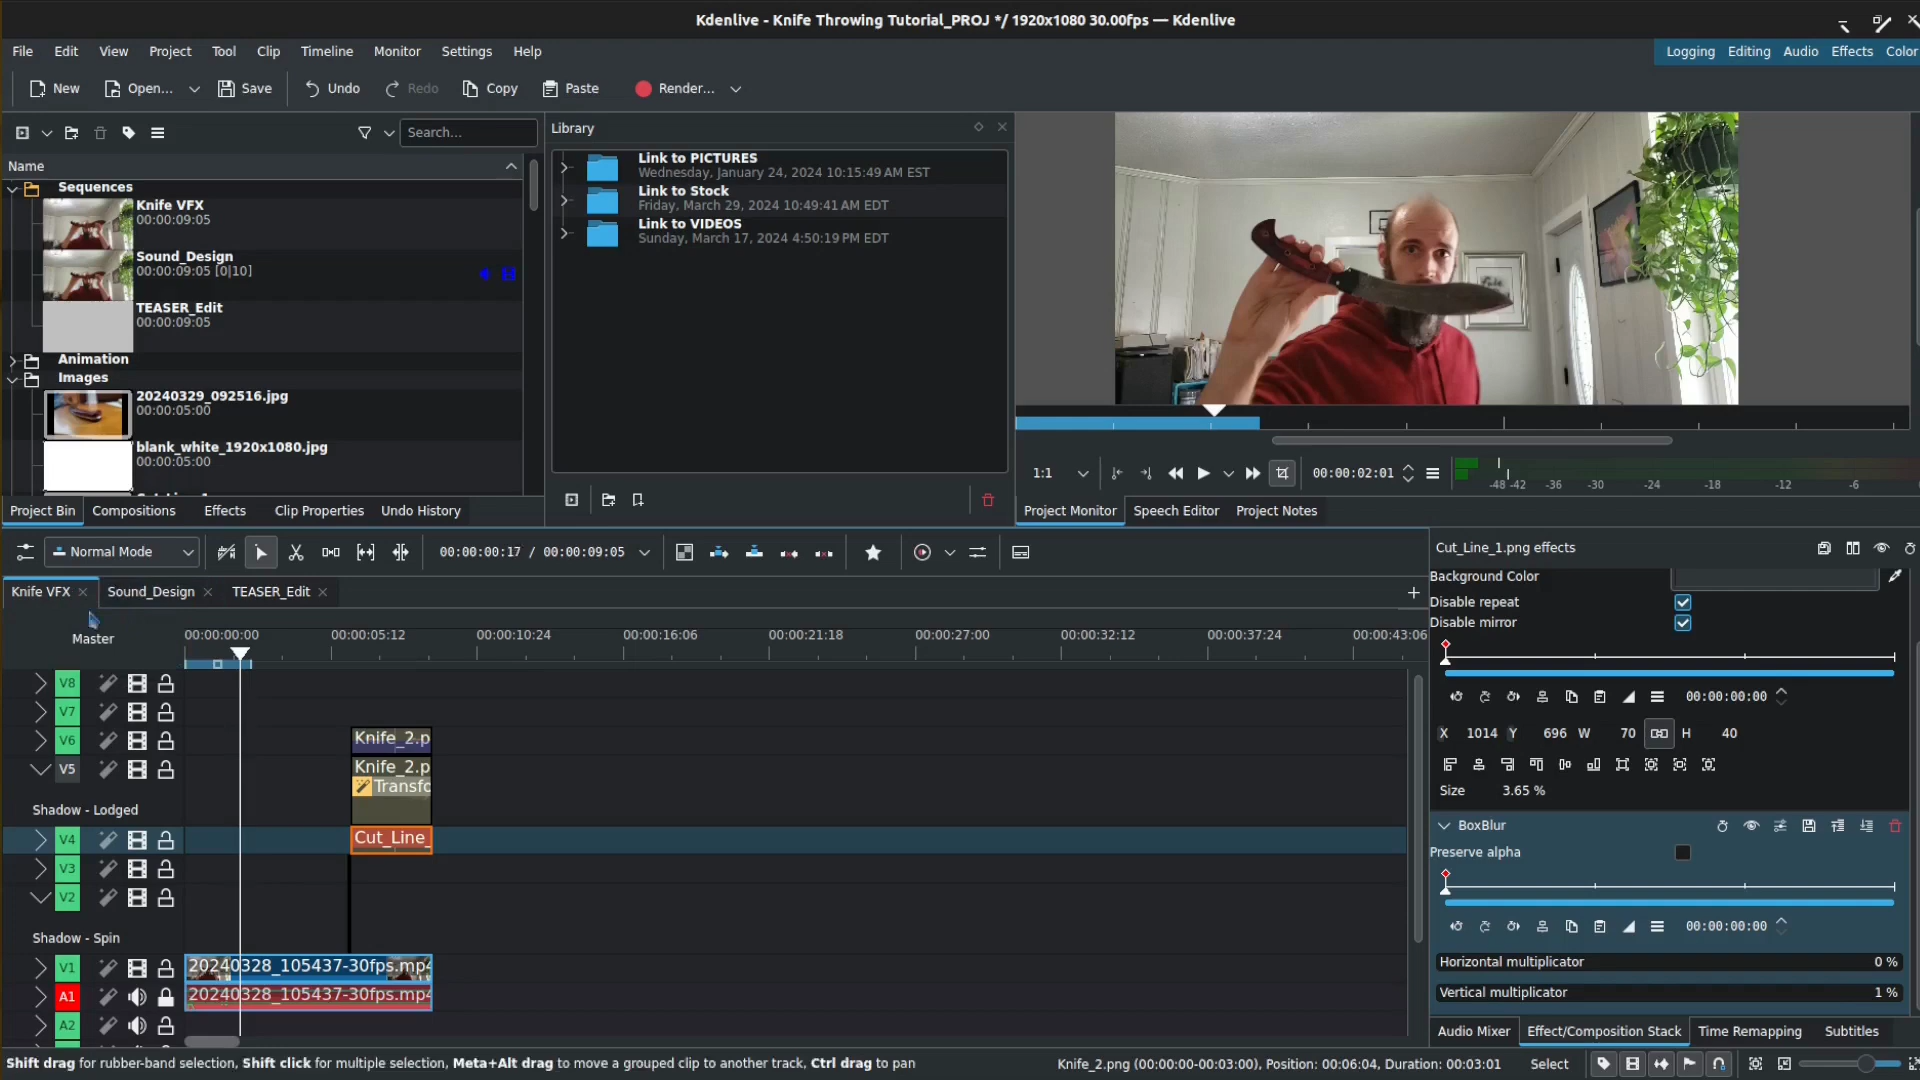 Kdenlive - Knife Throwing Tutorial_PROJ */ 1920x1080 30.00fps — Kdenlive
File Edit View Project Tool Clip Timeline Monitor Settings Help
Logging Editing Audio Effects Color
New Open... Save Undo Redo Copy Paste Render...
Search...
Library
Name
Sequences
Knife VFX
00:00:09:05
Sound_Design
00:00:09:05 [0|10]
TEASER_Edit
00:00:09:05
Animation
Images
20240329_092516.jpg
00:00:05:00
blank_white_1920x1080.jpg
00:00:05:00
Link to PICTURES
Wednesday, January 24, 2024 10:15:49 AM EST
Link to Stock
Friday, March 29, 2024 10:49:41 AM EDT
Link to VIDEOS
Sunday, March 17, 2024 4:50:19 PM EDT
1:1 00:00:02:01
-48 -42 -36 -30 -24 -18 -12 -6
Project Bin Compositions Effects Clip Properties Undo History
Project Monitor Speech Editor Project Notes
Normal Mode 00:00:00:17 / 00:00:09:05
Knife VFX Sound_Design TEASER_Edit
Master
00:00:00:00 00:00:05:12 00:00:10:24 00:00:16:06 00:00:21:18 00:00:27:00 00:00:32:12 00:00:37:24 00:00:43:06
V8
V7
V6 Knife_2.p
V5 Knife_2.p
Transfo
Shadow - Lodged
V4 Cut_Line_
V3
V2
Shadow - Spin
V1 20240328_105437-30fps.mp4
A1 20240328_105437-30fps.mp4
A2
Cut_Line_1.png effects
Background Color
Disable repeat
Disable mirror
00:00:00:00
X 1014 Y 696 W 70 H 40
Size 3.65 %
BoxBlur
Preserve alpha
00:00:00:00
Horizontal multiplicator 0 %
Vertical multiplicator 1 %
Audio Mixer Effect/Composition Stack Time Remapping Subtitles
Shift drag for rubber-band selection, Shift click for multiple selection, Meta+Alt drag to move a grouped clip to another track, Ctrl drag to pan
Knife_2.png (00:00:00-00:03:00), Position: 00:06:04, Duration: 00:03:01 Select